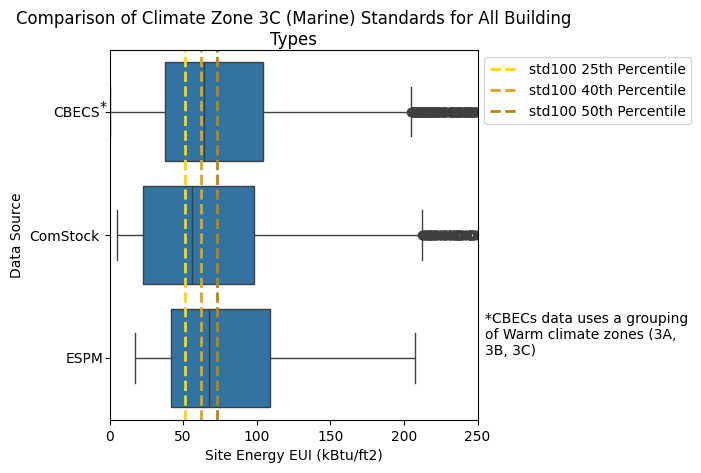 Comparison of Climate Zone 3C (Marine) Standards for All Building
Types
std100 25th Percentile
std100 40th Percentile
std100 50th Percentile
Data Source
CBECS*
ComStock
ESPM
*CBECs data uses a grouping
of Warm climate zones (3A,
3B, 3C)
0 50 100 150 200 250
Site Energy EUI (kBtu/ft2)